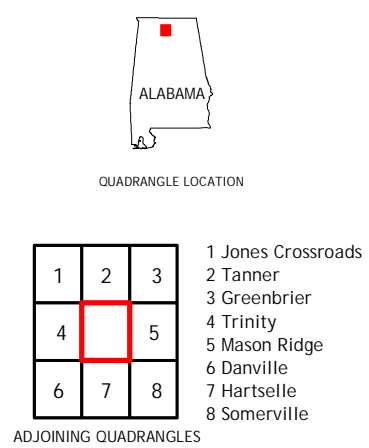 ALABAMA
QUADRANGLE LOCATION
1 2 3
4 5
6 7 8
1 Jones Crossroads
2 Tanner
3 Greenbrier
4 Trinity
5 Mason Ridge
6 Danville
7 Hartselle
8 Somerville
ADJOINING QUADRANGLES